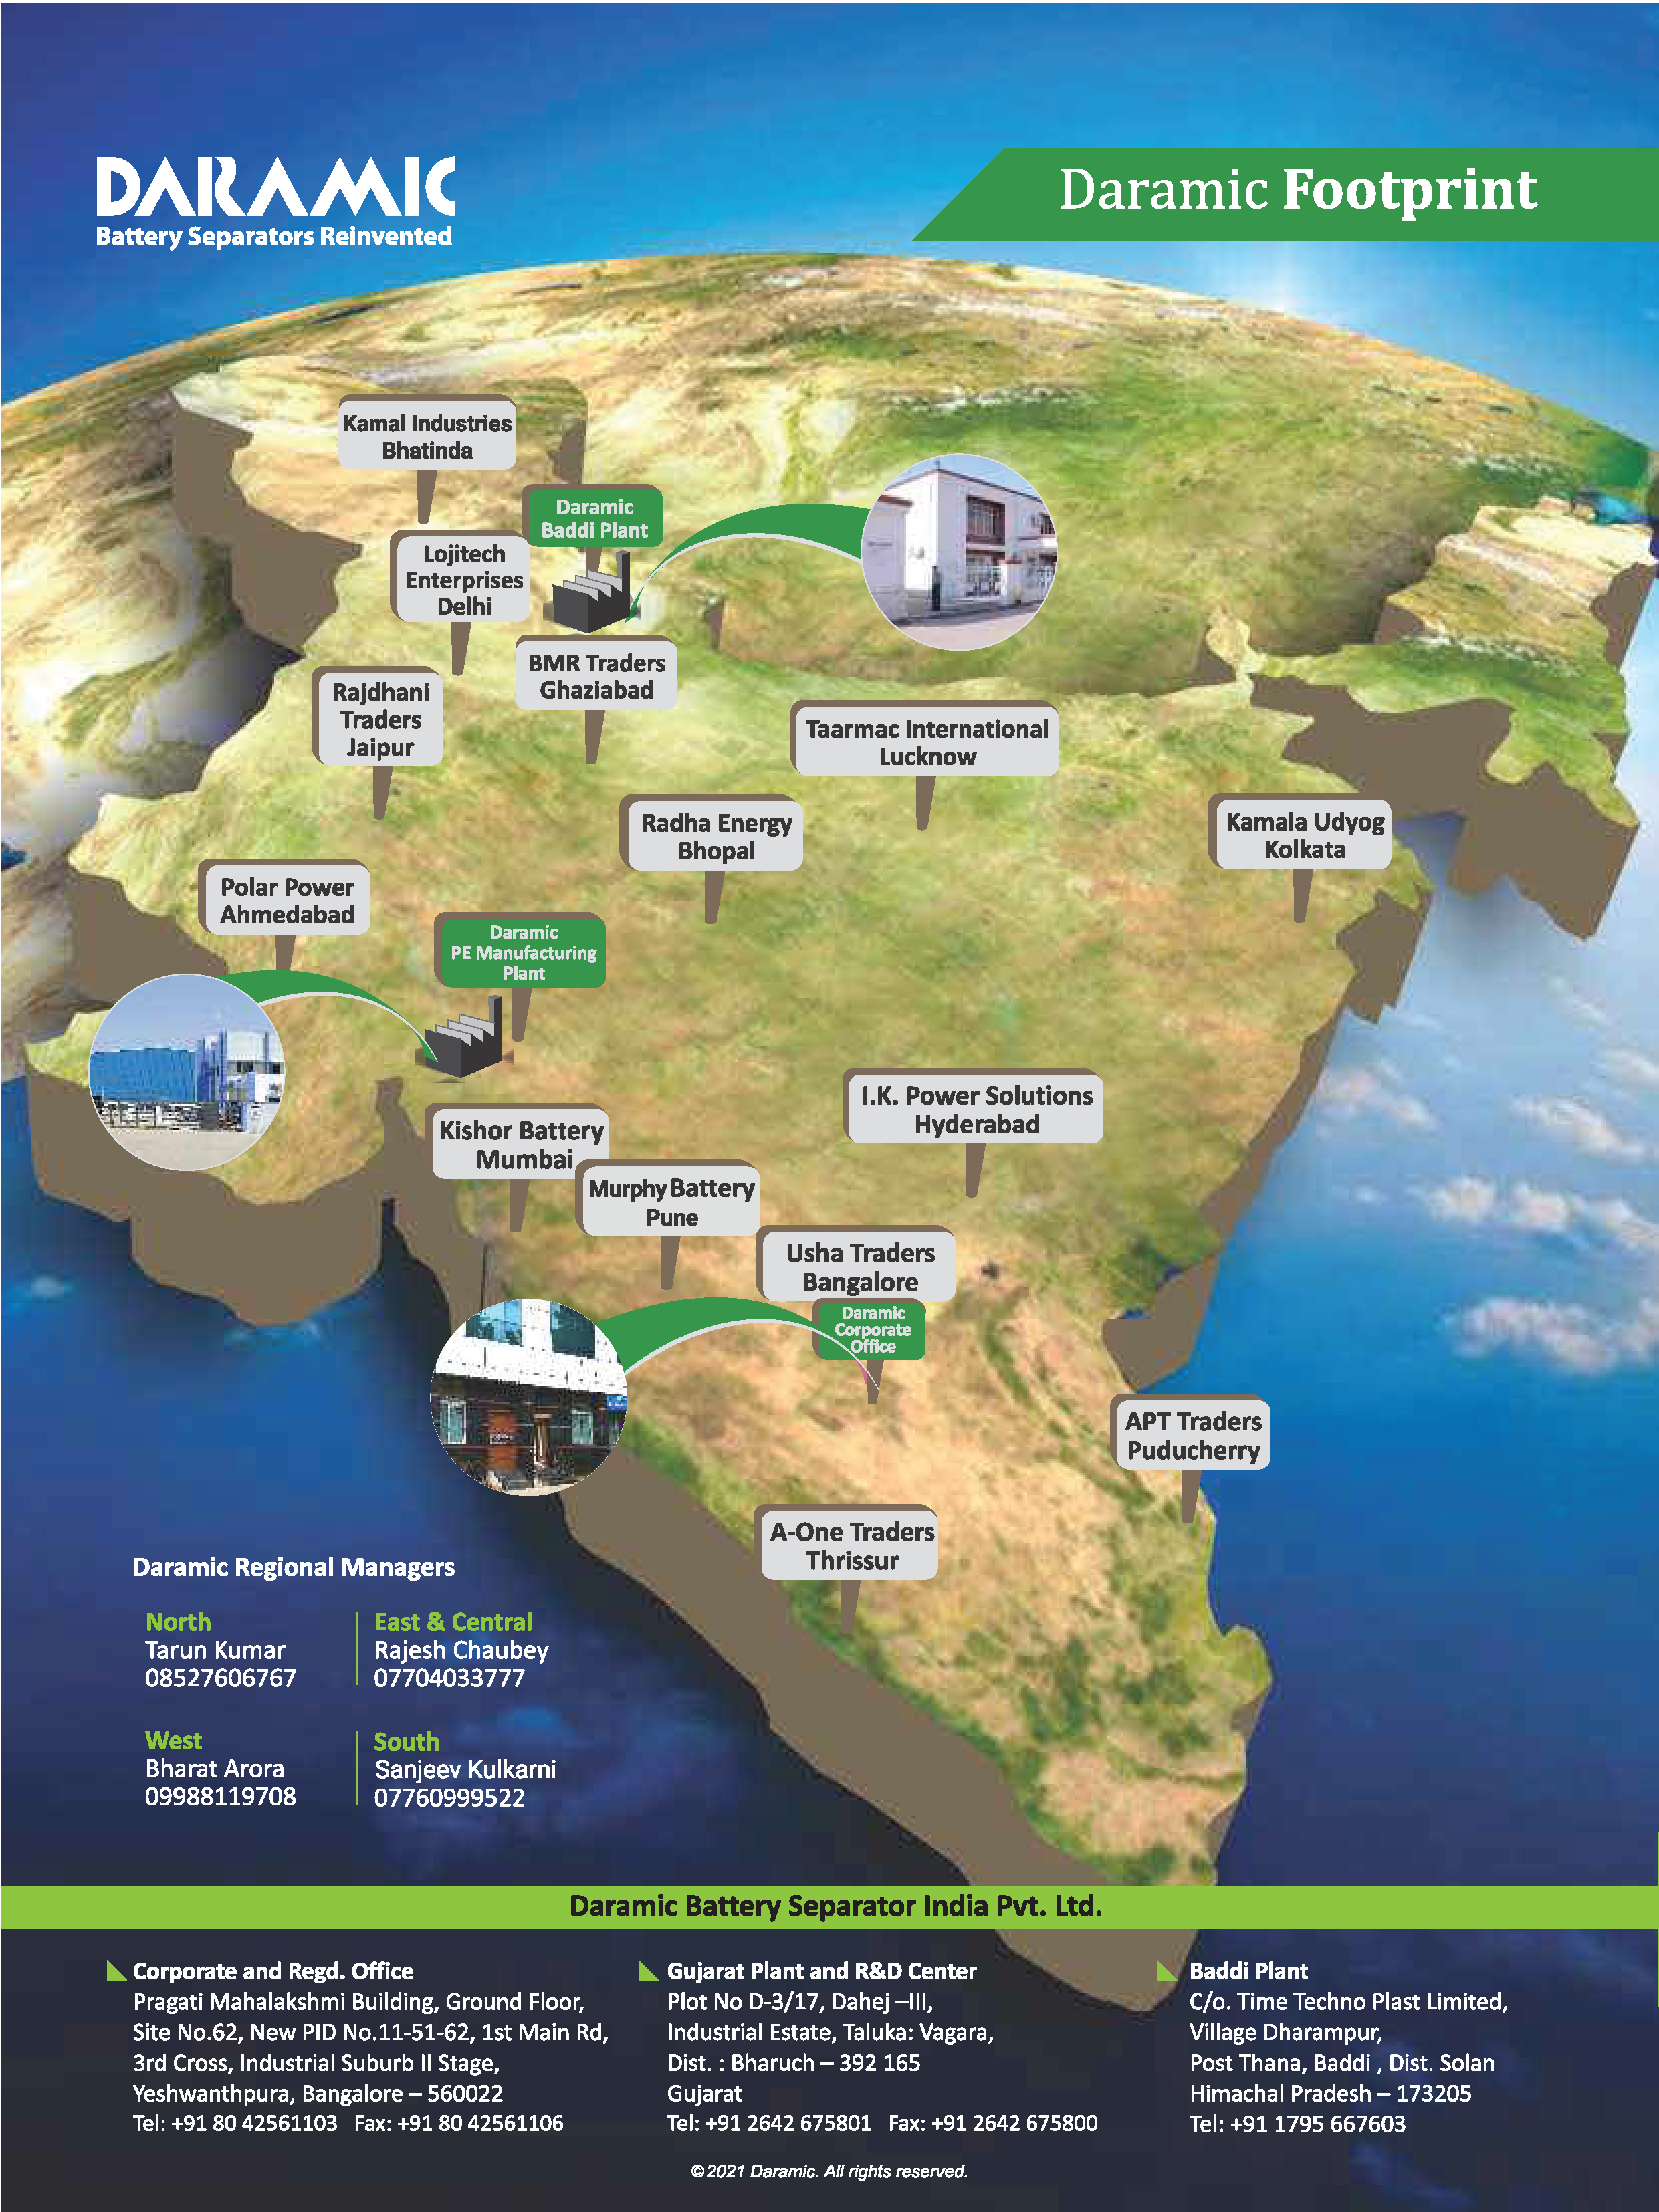 DARAMIC
Battery Separators Reinvented
Daramic Footprint
Kamal Industries
Bhatinda
Daramic
Baddi Plant
Lojitech
Enterprises
Delhi
BMR Traders
Ghaziabad
Rajdhani
Traders
Jaipur
Taarmac International
Lucknow
Radha Energy
Bhopal
Kamala Udyog
Kolkata
Polar Power
Ahmedabad
Daramic
PE Manufacturing
Plant
I.K. Power Solutions
Hyderabad
Kishor Battery
Mumbai
Murphy Battery
Pune
Usha Traders
Bangalore
Daramic
Corporate
Office
APT Traders
Puducherry
A-One Traders
Thrissur
Daramic Regional Managers
North
Tarun Kumar
08527606767
East & Central
Rajesh Chaubey
07704033777
West
Bharat Arora
09988119708
South
Sanjeev Kulkarni
07760999522
Daramic Battery Separator India Pvt. Ltd.
Corporate and Regd. Office
Pragati Mahalakshmi Building, Ground Floor,
Site No.62, New PID No.11-51-62, 1st Main Rd,
3rd Cross, Industrial Suburb II Stage,
Yeshwanthpura, Bangalore – 560022
Tel: +91 80 42561103 Fax: +91 80 42561106
Gujarat Plant and R&D Center
Plot No D-3/17, Dahej –III,
Industrial Estate, Taluka: Vagara,
Dist. : Bharuch – 392 165
Gujarat
Tel: +91 2642 675801 Fax: +91 2642 675800
Baddi Plant
C/o. Time Techno Plast Limited,
Village Dharampur,
Post Thana, Baddi , Dist. Solan
Himachal Pradesh – 173205
Tel: +91 1795 667603
©2021 Daramic. All rights reserved.